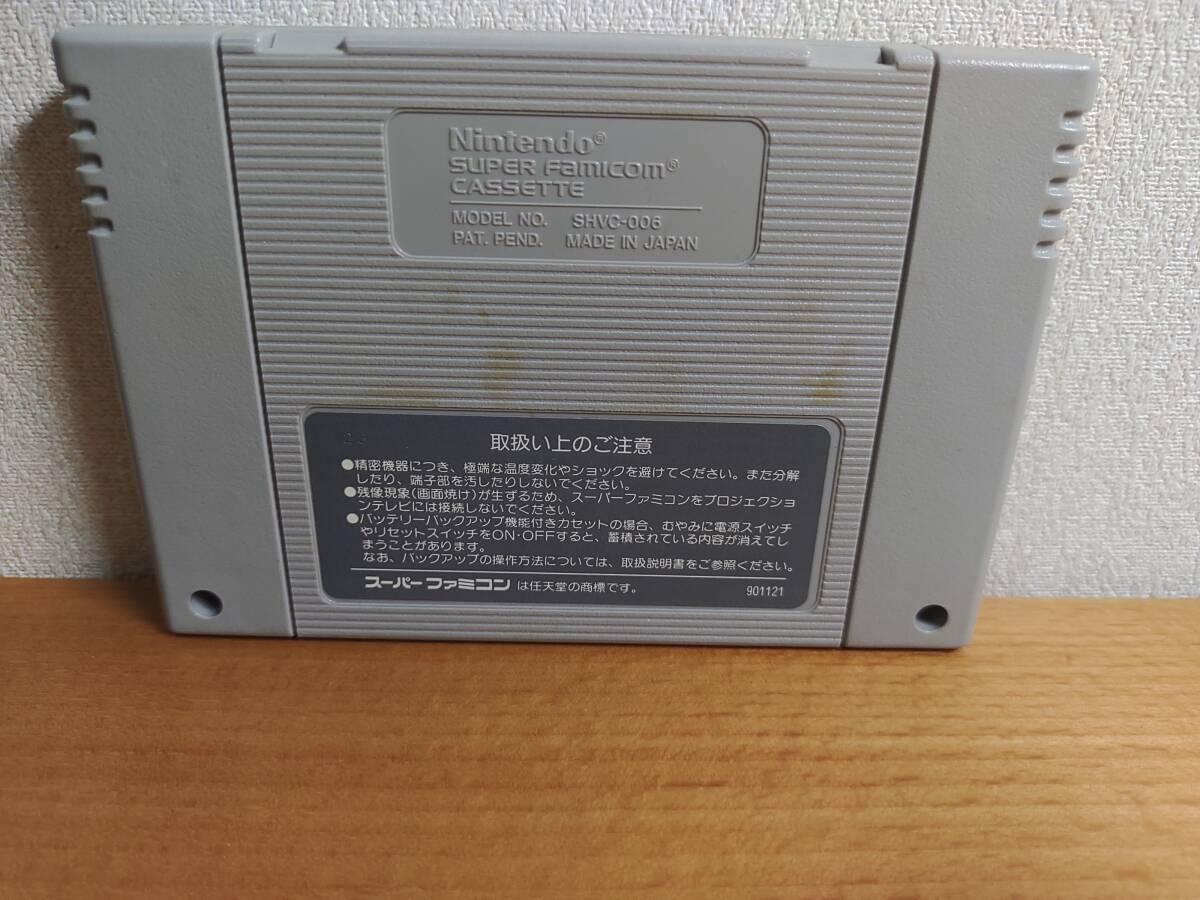 Nintendo®
SUPER FAMICOM®
CASSETTE
MODEL NO. SHVC-006
PAT. PEND. MADE IN JAPAN
取扱い上のご注意
●精密機器につき、極端な温度変化やショックを避けてください。また分解
したり、端子部を汚したりしないでください。
●残像現象(画面焼け)が生ずるため、スーパーファミコンをプロジェクショ
ンテレビには接続しないでください。
●バッテリーバックアップ機能付きカセットの場合、むやみに電源スイッチ
やリセットスイッチをON・OFFすると、蓄積されている内容が消えてし
まうことがあります。
なお、バックアップの操作方法については、取扱説明書をご参照ください。
スーパーファミコン は任天堂の商標です。
901121